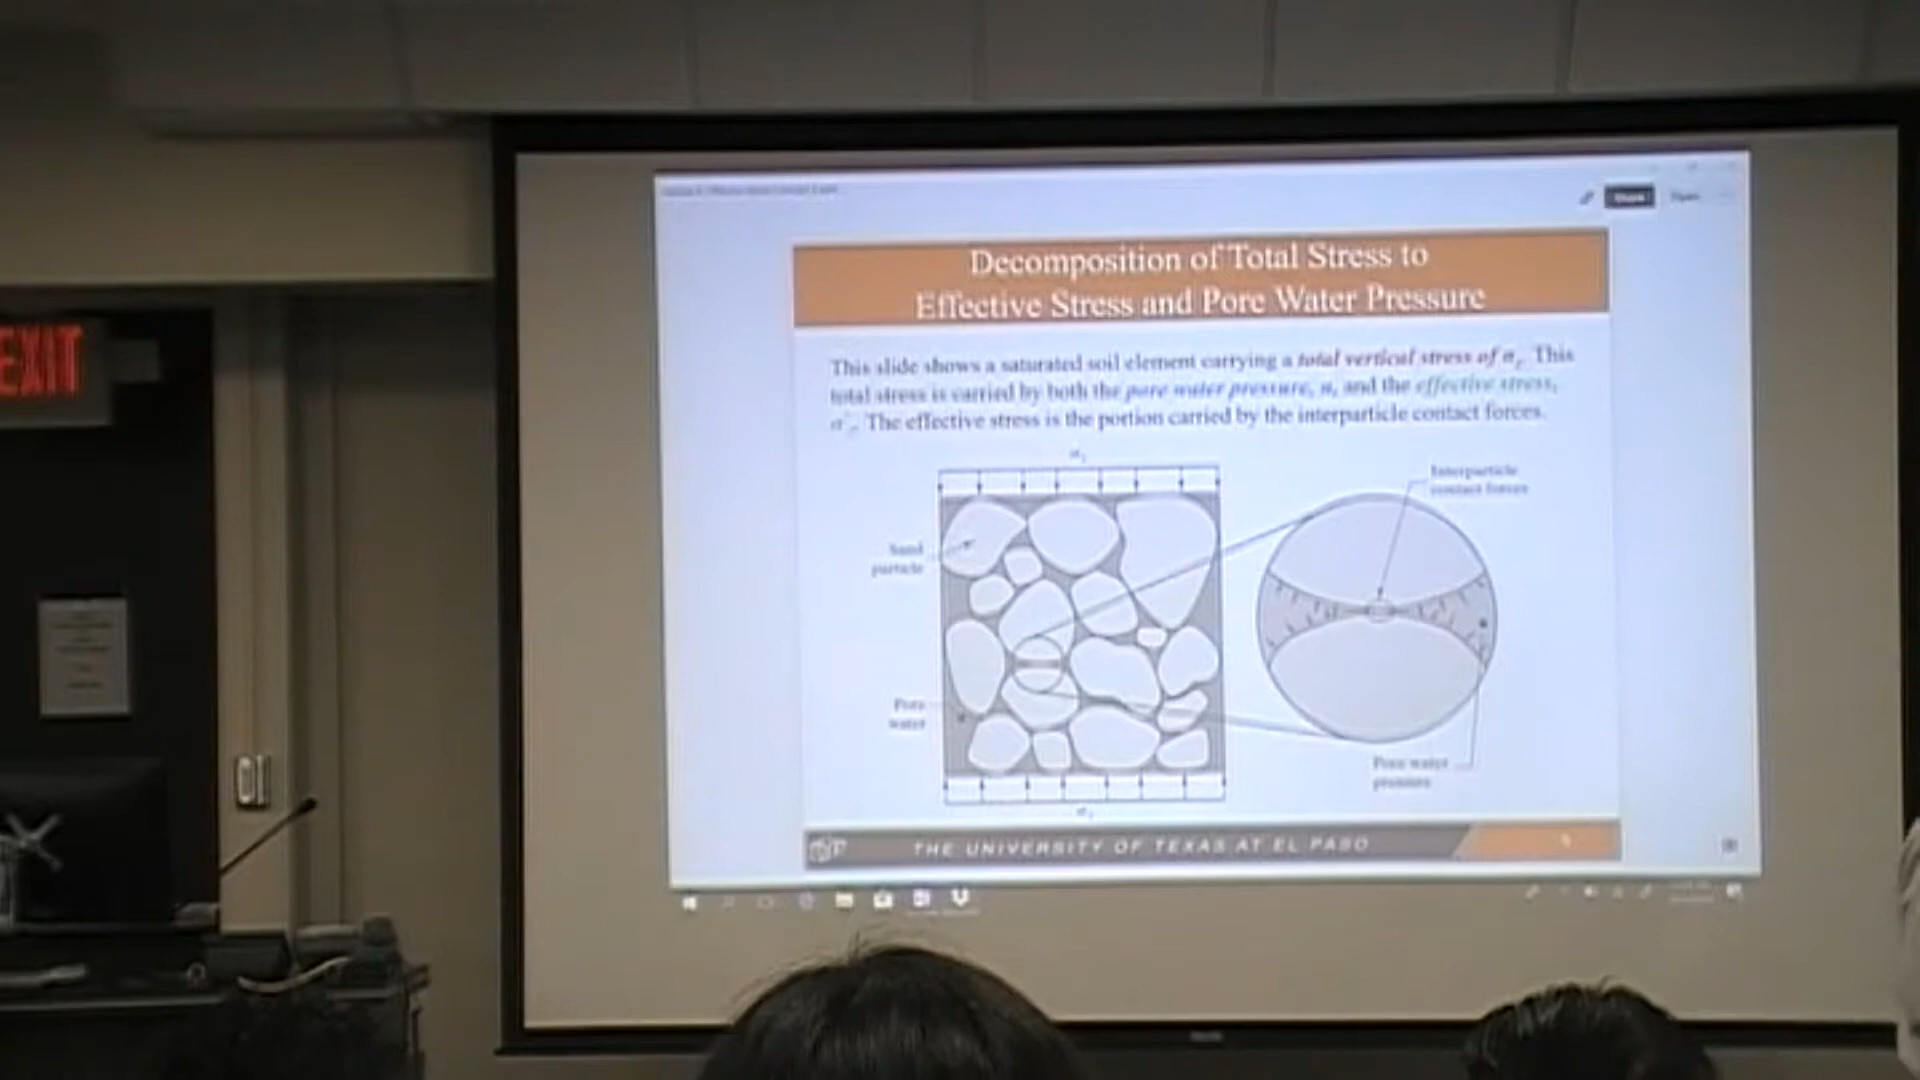 EXIT
Share
Open
Decomposition of Total Stress to
Effective Stress and Pore Water Pressure
This slide shows a saturated soil element carrying a total vertical stress of σ. This
total stress is carried by both the pore water pressure, u, and the effective stress,
σ'. The effective stress is the portion carried by the interparticle contact forces.
Interparticle
contact forces
Sand
particle
Pore
water
Pore water
pressure
THE UNIVERSITY OF TEXAS AT EL PASO